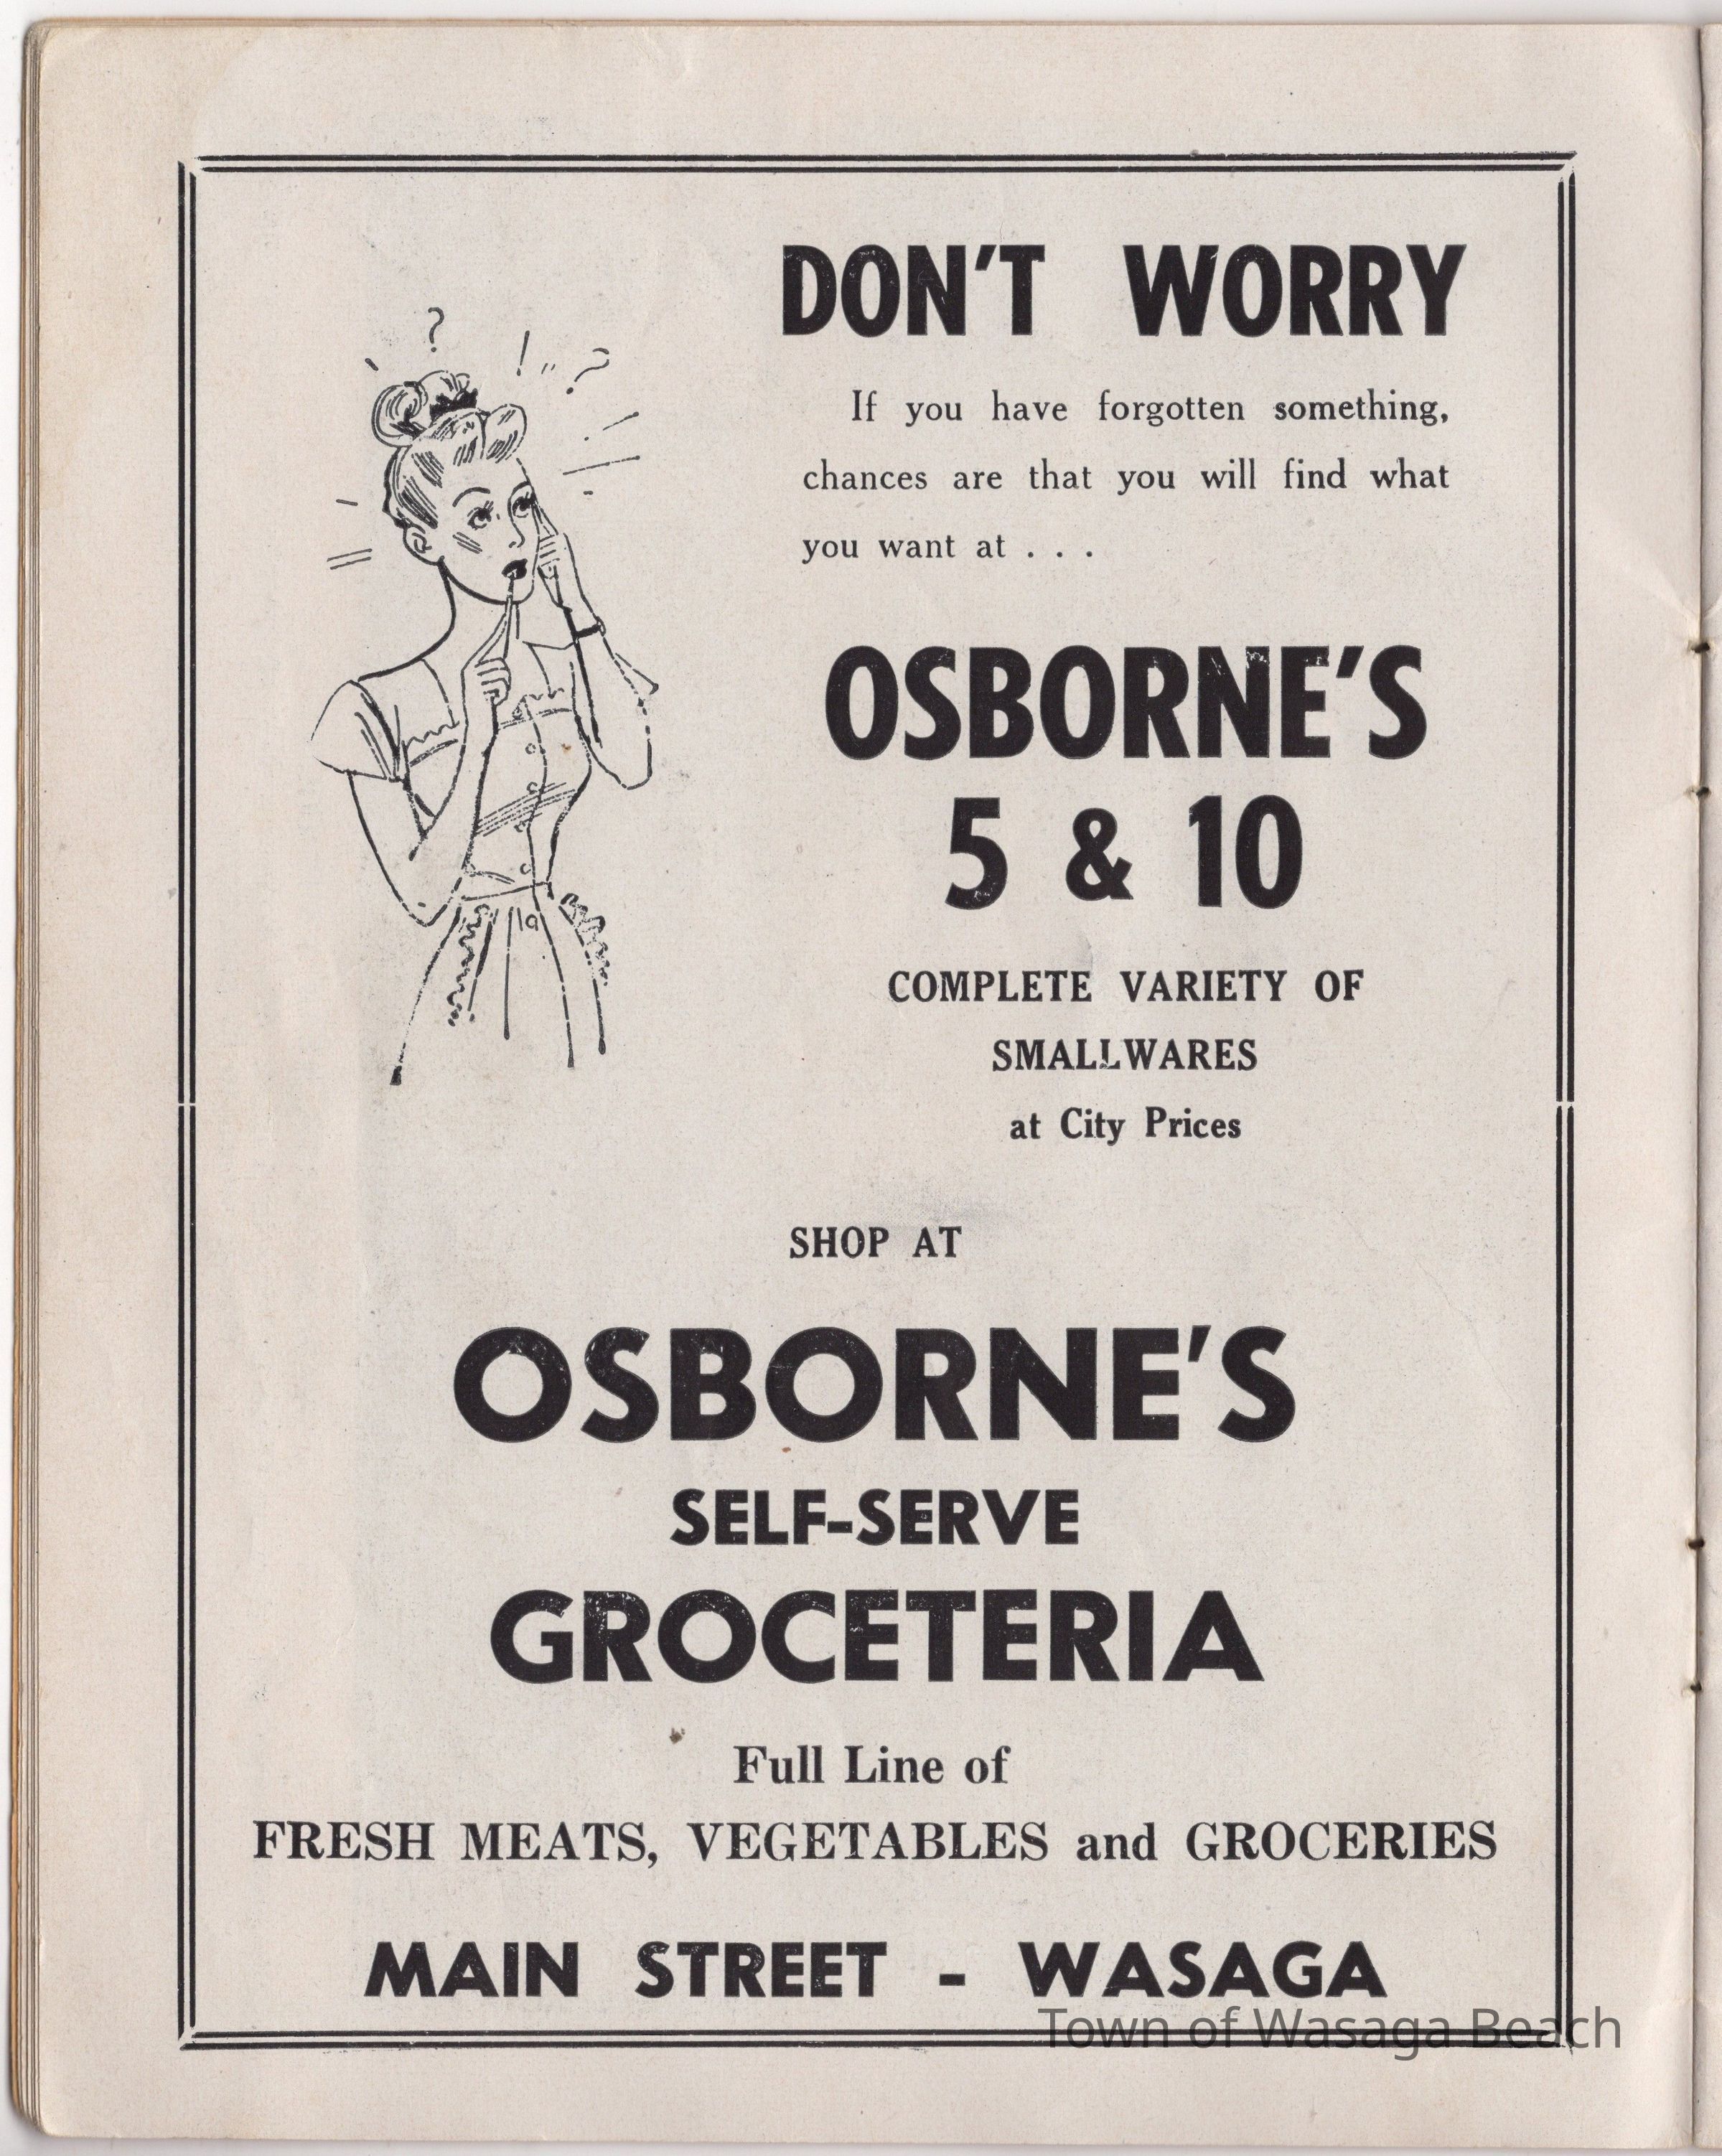 DON'T WORRY
If you have forgotten something,
chances are that you will find what
you want at . . .
OSBORNE'S
5 & 10
COMPLETE VARIETY OF
SMALLWARES
at City Prices
SHOP AT
OSBORNE'S
SELF-SERVE
GROCETERIA
Full Line of
FRESH MEATS, VEGETABLES and GROCERIES
MAIN STREET - WASAGA
Town of Wasaga Beach